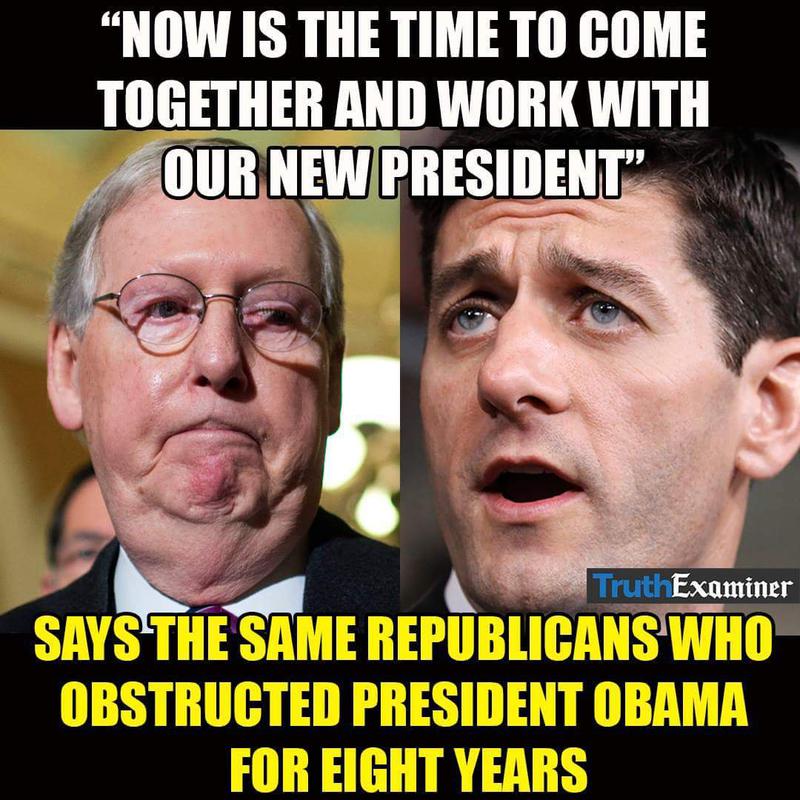 “NOW IS THE TIME TO COME
TOGETHER AND WORK WITH
OUR NEW PRESIDENT”
TruthExaminer
SAYS THE SAME REPUBLICANS WHO
OBSTRUCTED PRESIDENT OBAMA
FOR EIGHT YEARS